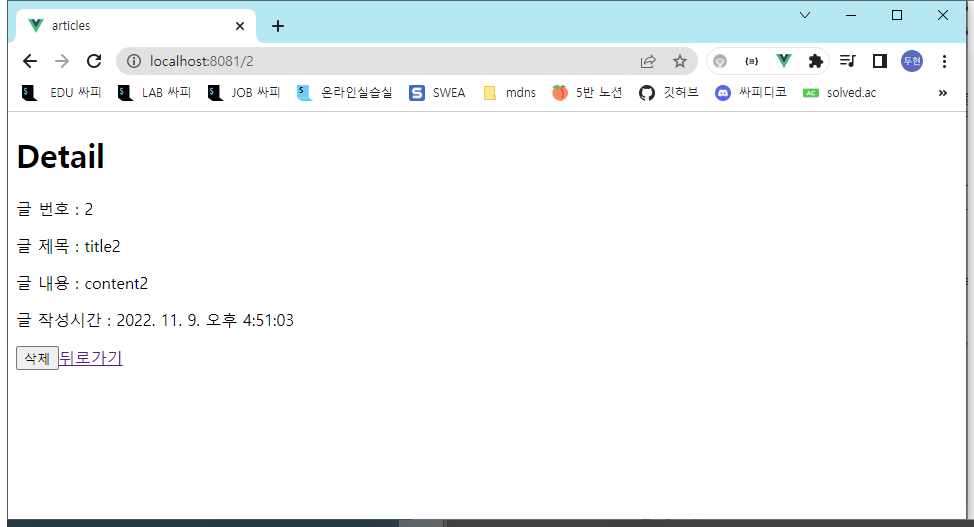 articles
localhost:8081/2
두현
EDU 싸피 LAB 싸피 JOB 싸피 온라인실습실 SWEA mdns 5반 노션 깃허브 싸피디코 AC solved.ac »
Detail
글 번호 : 2
글 제목 : title2
글 내용 : content2
글 작성시간 : 2022. 11. 9. 오후 4:51:03
삭제뒤로가기